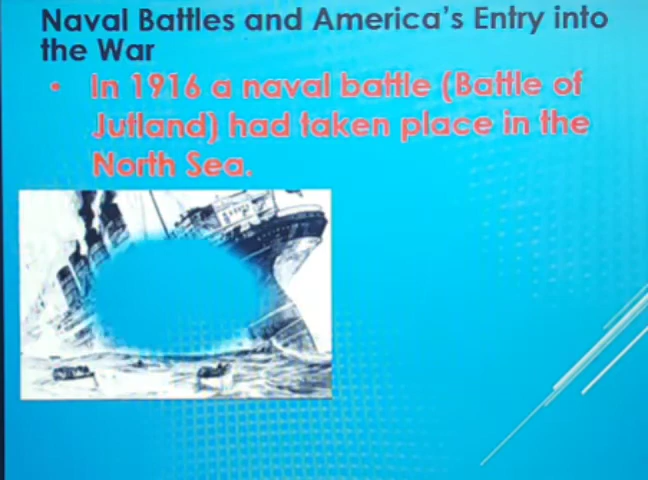 Naval Battles and America's Entry into
the War
• In 1916 a naval battle (Battle of
Jutland) had taken place in the
North Sea.